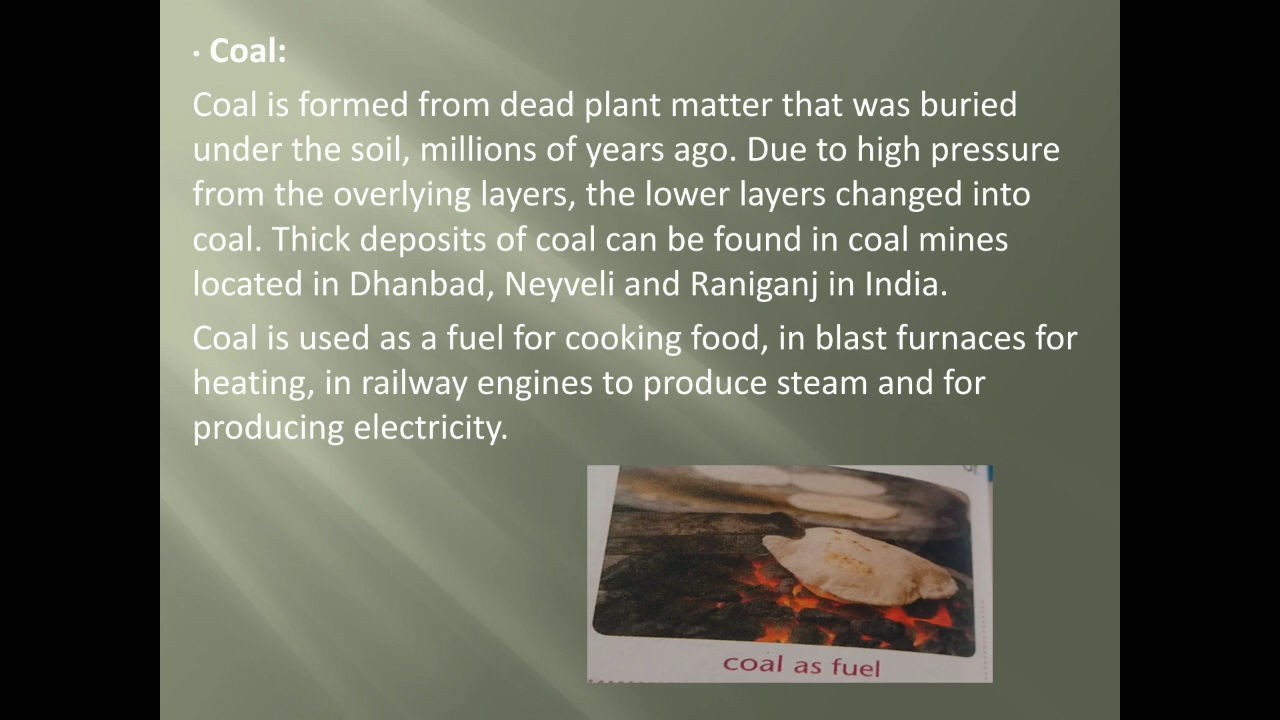 • Coal:
Coal is formed from dead plant matter that was buried
under the soil, millions of years ago. Due to high pressure
from the overlying layers, the lower layers changed into
coal. Thick deposits of coal can be found in coal mines
located in Dhanbad, Neyveli and Raniganj in India.
Coal is used as a fuel for cooking food, in blast furnaces for
heating, in railway engines to produce steam and for
producing electricity.
coal as fuel